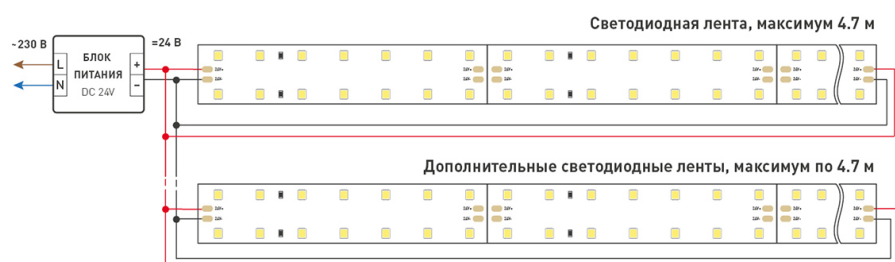 Светодиодная лента, максимум 4.7 м
~230 В
=24 В
БЛОК
ПИТАНИЯ
DC 24V
L
N
+
−
Дополнительные светодиодные ленты, максимум по 4.7 м